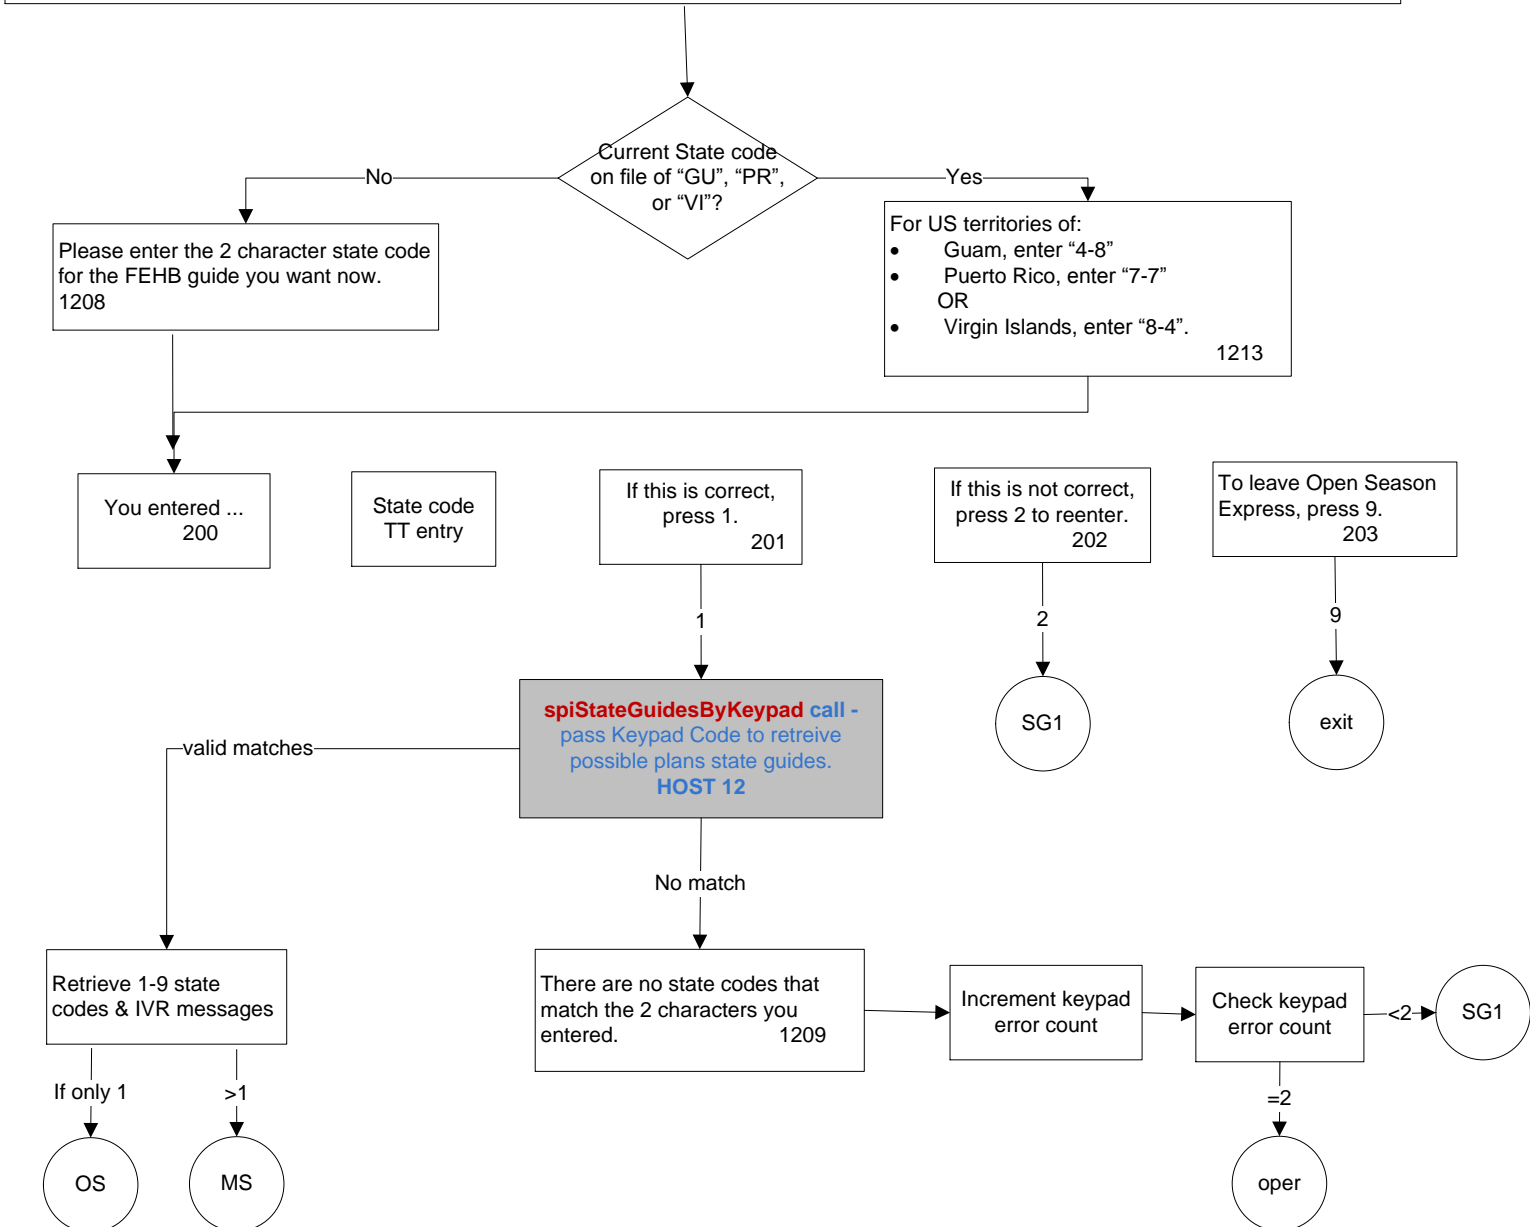 Current State code
on file of “GU”, “PR”,
or “VI”?
No
Yes
Please enter the 2 character state code
for the FEHB guide you want now.
1208
For US territories of:
• Guam, enter “4-8”
• Puerto Rico, enter “7-7”
OR
• Virgin Islands, enter “8-4”.
1213
You entered ...
200
State code
TT entry
If this is correct,
press 1.
201
If this is not correct,
press 2 to reenter.
202
To leave Open Season
Express, press 9.
203
1
2
9
spiStateGuidesByKeypad call -
pass Keypad Code to retreive
possible plans state guides.
HOST 12
SG1
exit
valid matches
No match
Retrieve 1-9 state
codes & IVR messages
There are no state codes that
match the 2 characters you
entered. 1209
Increment keypad
error count
Check keypad
error count
<2
SG1
If only 1
>1
=2
OS
MS
oper